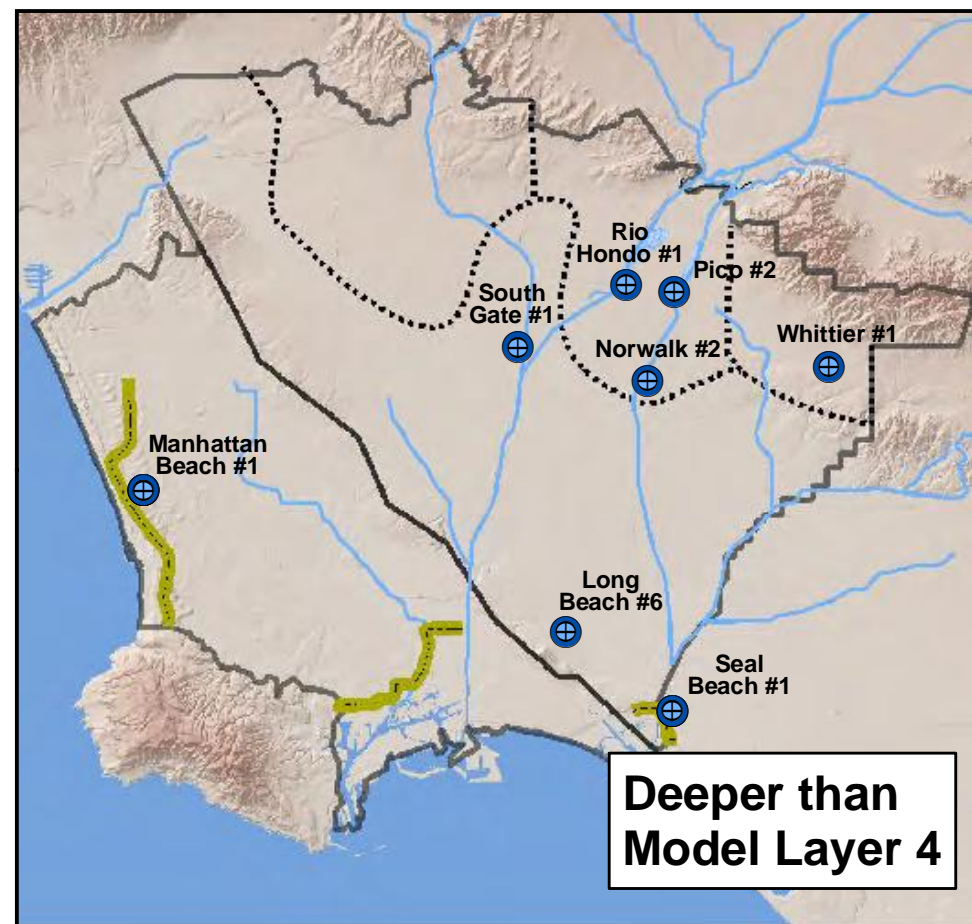 Rio
Hondo #1
Pico #2
South
Gate #1
Whittier #1
Norwalk #2
Manhattan
Beach #1
Long
Beach #6
Seal
Beach #1
Deeper than
Model Layer 4